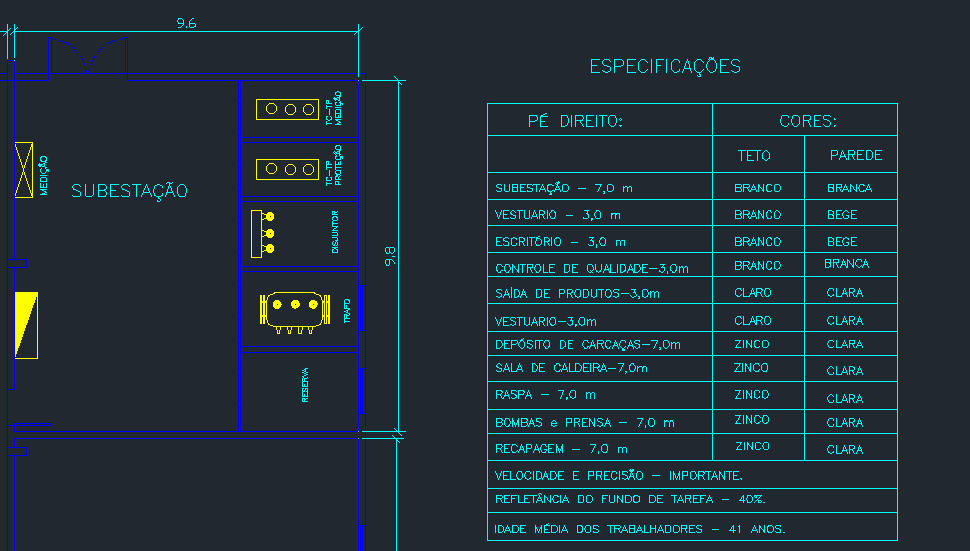 9.6
TC-TP
MEDIÇÃO
TC-TP
PROTEÇÃO
MEDIÇÃO
SUBESTAÇÃO
DISJUNTOR
9.8
TRAFO
RESERVA
ESPECIFICAÇÕES
PÉ DIREITO: CORES:
TETO PAREDE
SUBESTAÇÃO - 7,0 m BRANCO BRANCA
VESTUARIO - 3,0 m BRANCO BEGE
ESCRITÓRIO - 3,0 m BRANCO BEGE
CONTROLE DE QUALIDADE-3,0m BRANCO BRANCA
SAÍDA DE PRODUTOS-3,0m CLARO CLARA
VESTUARIO-3,0m CLARO CLARA
DEPÓSITO DE CARCAÇAS-7,0m ZINCO CLARA
SALA DE CALDEIRA-7,0m ZINCO CLARA
RASPA - 7,0 m ZINCO CLARA
BOMBAS e PRENSA - 7,0 m ZINCO CLARA
RECAPAGEM - 7,0 m ZINCO CLARA
VELOCIDADE E PRECISÃO - IMPORTANTE.
REFLETÂNCIA DO FUNDO DE TAREFA - 40%.
IDADE MÉDIA DOS TRABALHADORES - 41 ANOS.